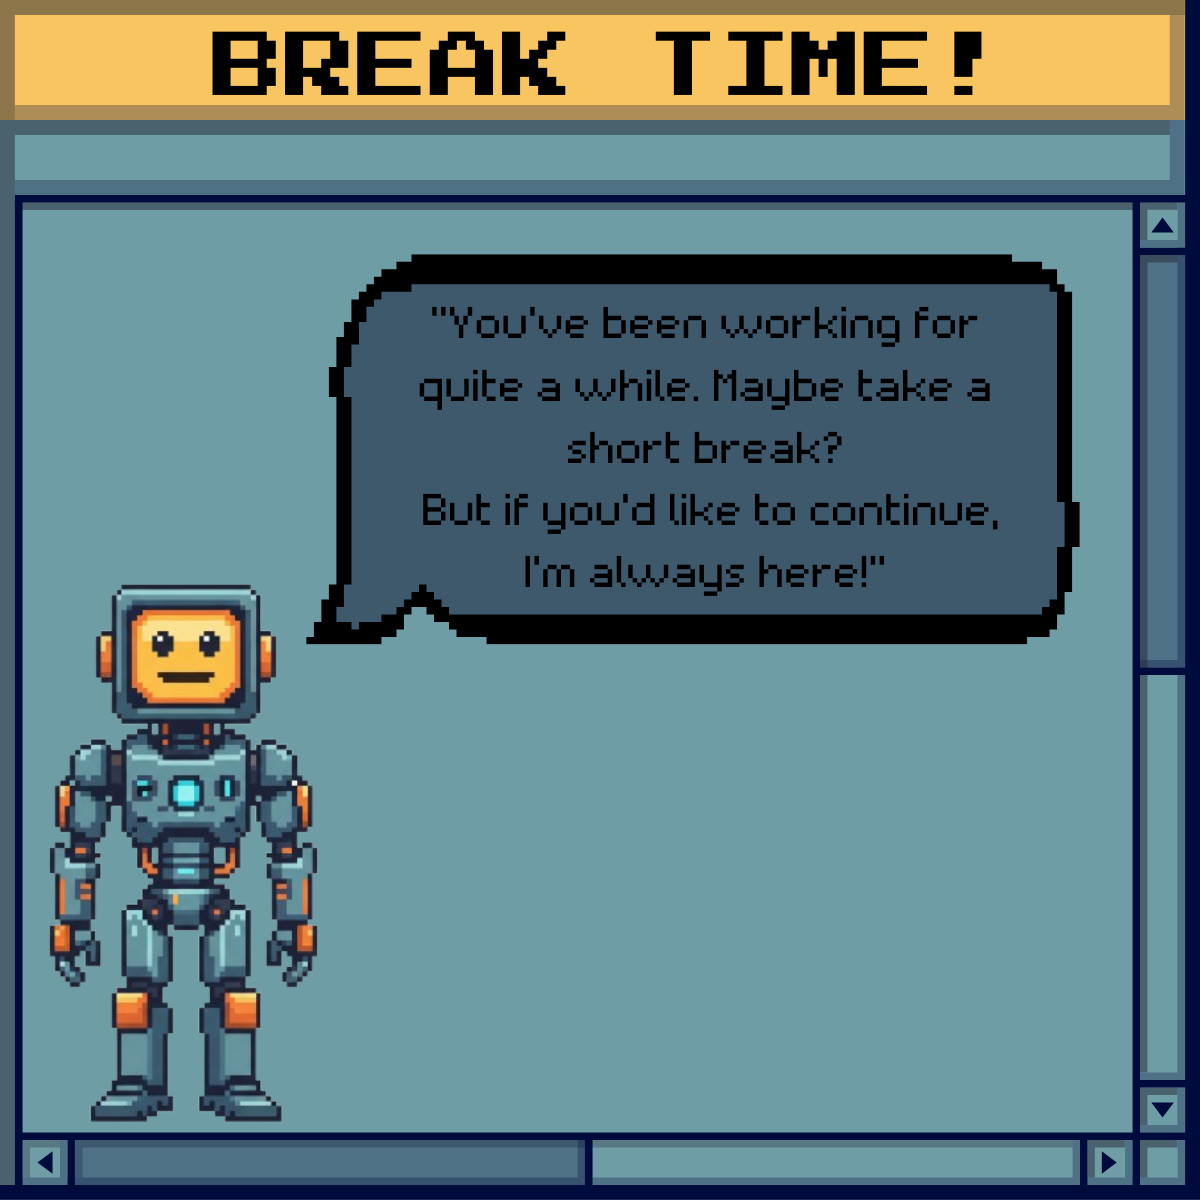 BREAK TIME!
"You've been working for
quite a while. Maybe take a
short break?
But if you'd like to continue,
I'm always here!"